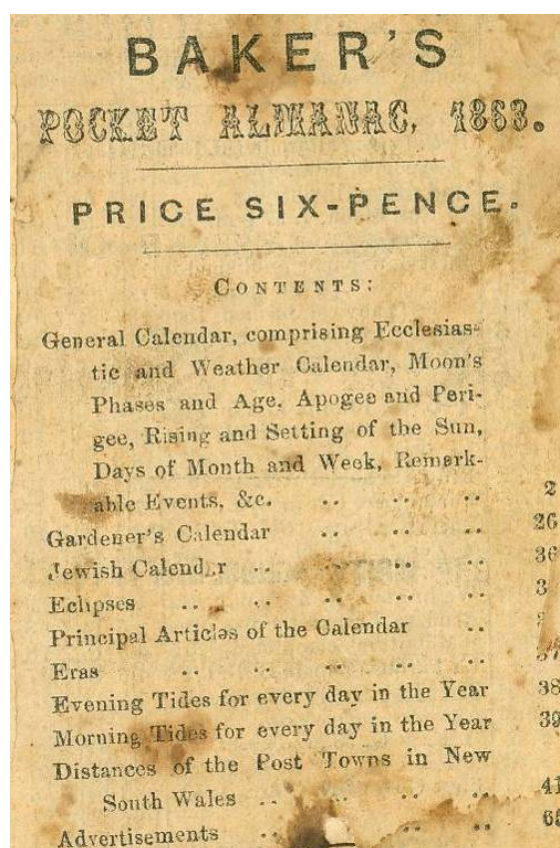 BAKER'S
POCKET ALMANAC, 1863.
PRICE SIX-PENCE.
CONTENTS:
General Calendar, comprising Ecclesias-
tic and Weather Calendar, Moon's
Phases and Age, Apogee and Peri-
gee, Rising and Setting of the Sun,
Days of Month and Week, Remark-
able Events, &c. .. .. .. 2
Gardener's Calendar .. .. .. 26
Jewish Calendar .. .. .. .. 36
Eclipses .. .. .. .. ..
Principal Articles of the Calendar ..
Eras .. .. .. .. .. 37
Evening Tides for every day in the Year 38
Morning Tides for every day in the Year 39
Distances of the Post Towns in New
South Wales .. .. .. .. 41
Advertisements .. .. .. 65